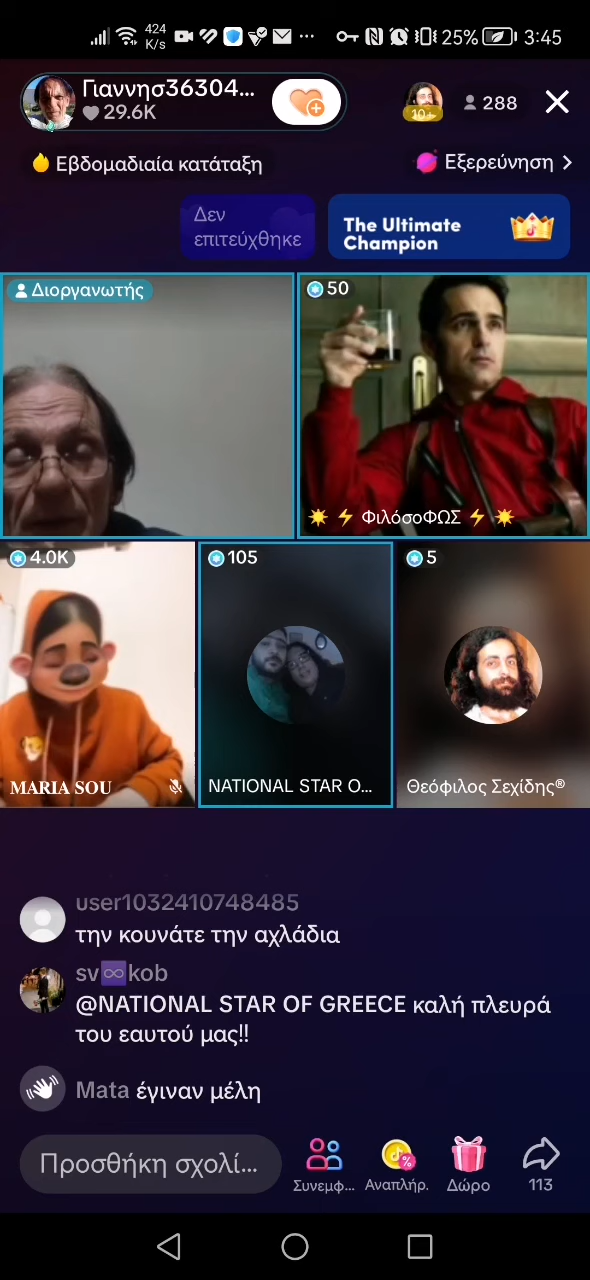 424
K/s
25%
3:45
Γιαννησ36304...
29.6K
10+
288
Εβδομαδιαία κατάταξη
Εξερεύνηση
Δεν
επιτεύχθηκε
The Ultimate
Champion
Διοργανωτής
50
ΦιλόσοΦΩΣ
4.0K
105
5
MARIA SOU
NATIONAL STAR O...
Θεόφιλος Σεχίδης®
user1032410748485
την κουνάτε την αχλάδια
sv♾️kob
@NATIONAL STAR OF GREECE καλή πλευρά
του εαυτού μας!!
Mata έγιναν μέλη
Προσθήκη σχολί...
Συνεμφ...
Αναπλήρ.
Δώρο
113